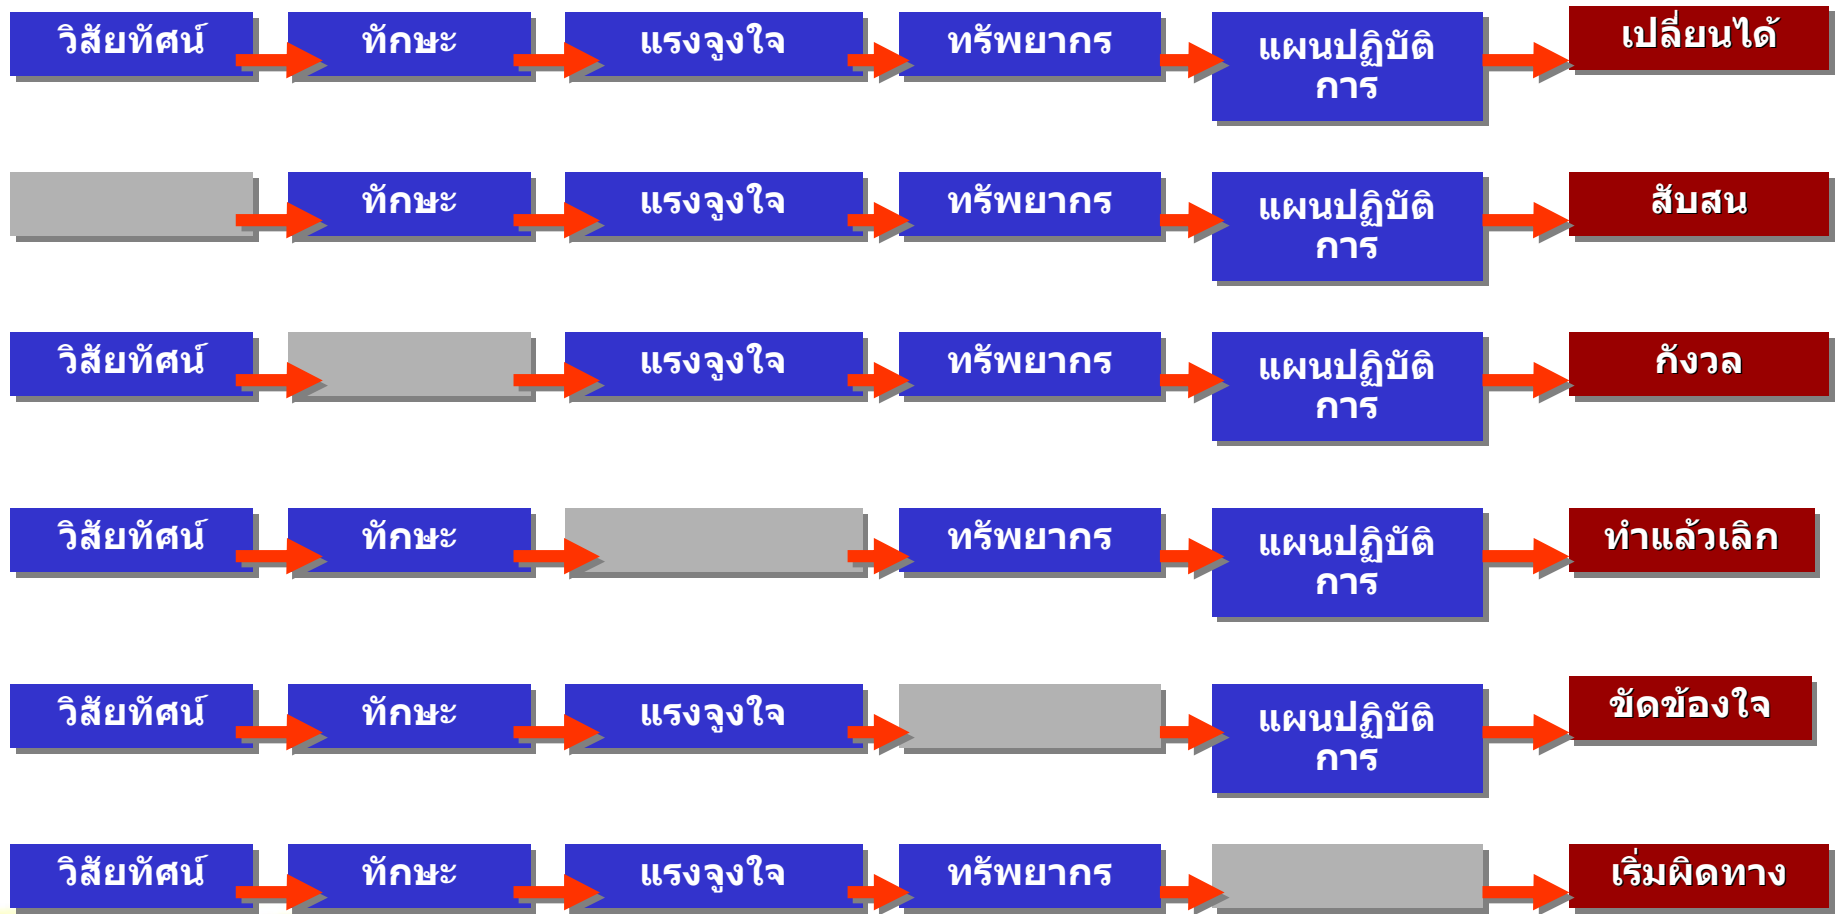 วิสัยทัศน์ ทักษะ แรงจูงใจ ทรัพยากร แผนปฏิบัติ เปลี่ยนได้
การ
ทักษะ แรงจูงใจ ทรัพยากร แผนปฏิบัติ สับสน
การ
วิสัยทัศน์ แรงจูงใจ ทรัพยากร แผนปฏิบัติ กังวล
การ
วิสัยทัศน์ ทักษะ ทรัพยากร แผนปฏิบัติ ทำแล้วเลิก
การ
วิสัยทัศน์ ทักษะ แรงจูงใจ แผนปฏิบัติ ขัดข้องใจ
การ
วิสัยทัศน์ ทักษะ แรงจูงใจ ทรัพยากร เริ่มผิดทาง